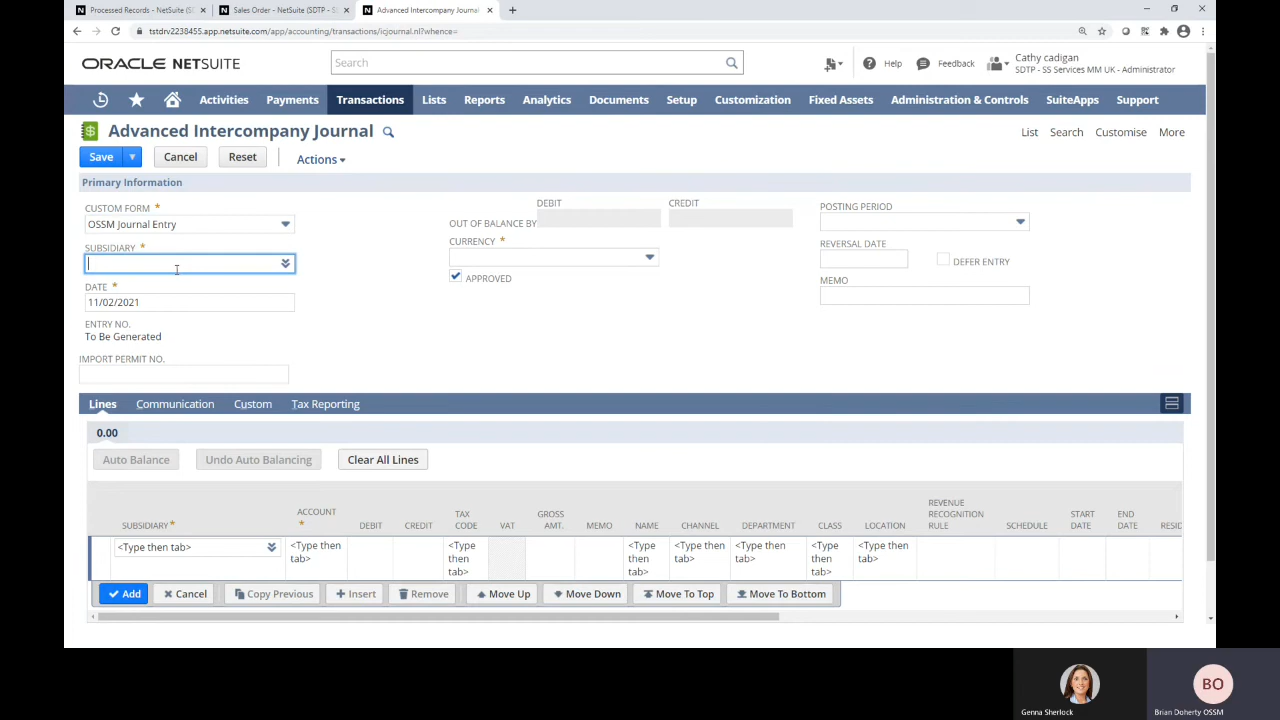 Processed Records - NetSuite (S
Sales Order - NetSuite (SDTP - SS
Advanced Intercompany Journal
tstdrv2238455.app.netsuite.com/app/accounting/transactions/icjournal.nl?whence=
ORACLE NETSUITE
Search
Help
Feedback
Cathy cadigan
SDTP - SS Services MM UK - Administrator
Activities Payments Transactions Lists Reports Analytics Documents Setup Customization Fixed Assets Administration & Controls SuiteApps Support
Advanced Intercompany Journal
List Search Customise More
Save Cancel Reset Actions
Primary Information
CUSTOM FORM *
OSSM Journal Entry
SUBSIDIARY *
DATE *
11/02/2021
ENTRY NO.
To Be Generated
IMPORT PERMIT NO.
DEBIT
CREDIT
OUT OF BALANCE BY
CURRENCY *
APPROVED
POSTING PERIOD
REVERSAL DATE
DEFER ENTRY
MEMO
Lines Communication Custom Tax Reporting
0.00
Auto Balance Undo Auto Balancing Clear All Lines
SUBSIDIARY *
ACCOUNT
*
DEBIT
CREDIT
TAX
CODE
VAT
GROSS
AMT.
MEMO
NAME
CHANNEL
DEPARTMENT
CLASS
LOCATION
REVENUE
RECOGNITION
RULE
SCHEDULE
START
DATE
END
DATE
RESID
<Type then tab>
<Type then
tab>
<Type
then
tab>
<Type
then
tab>
<Type then
tab>
<Type then
tab>
<Type
then
tab>
<Type then
tab>
Add Cancel Copy Previous Insert Remove Move Up Move Down Move To Top Move To Bottom
BO
Genna Sherlock
Brian Doherty OSSM